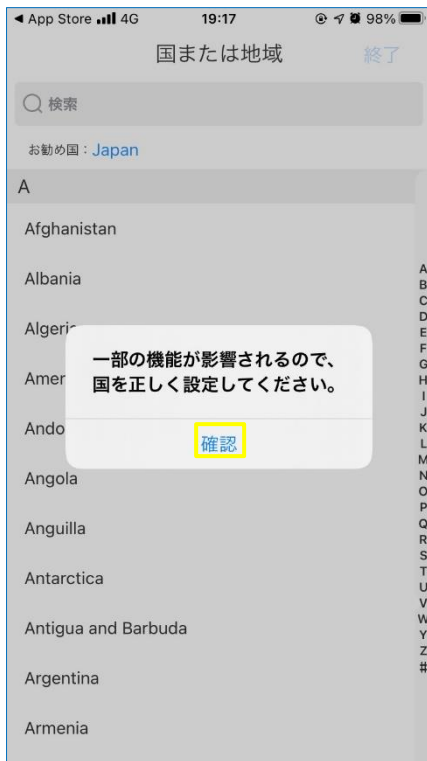 ◀ App Store 4G 19:17 98%
国または地域 終了
検索
お勧め国：Japan
A
Afghanistan
Albania
Algeri
一部の機能が影響されるので、
国を正しく設定してください。
Amer
Ando
確認
Angola
Anguilla
Antarctica
Antigua and Barbuda
Argentina
Armenia
A
B
C
D
E
F
G
H
I
J
K
L
M
N
O
P
Q
R
S
T
U
V
W
Y
Z
#